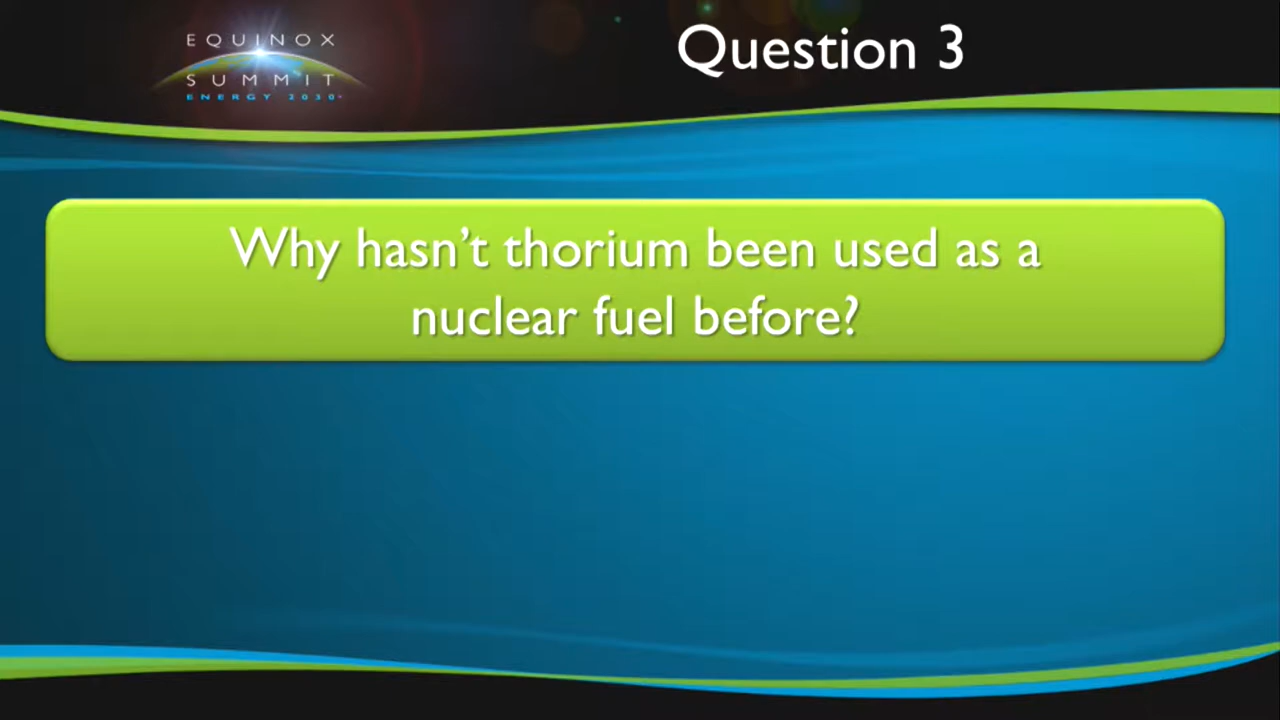 EQUINOX
SUMMIT
ENERGY 2030
Question 3
Why hasn't thorium been used as a
nuclear fuel before?